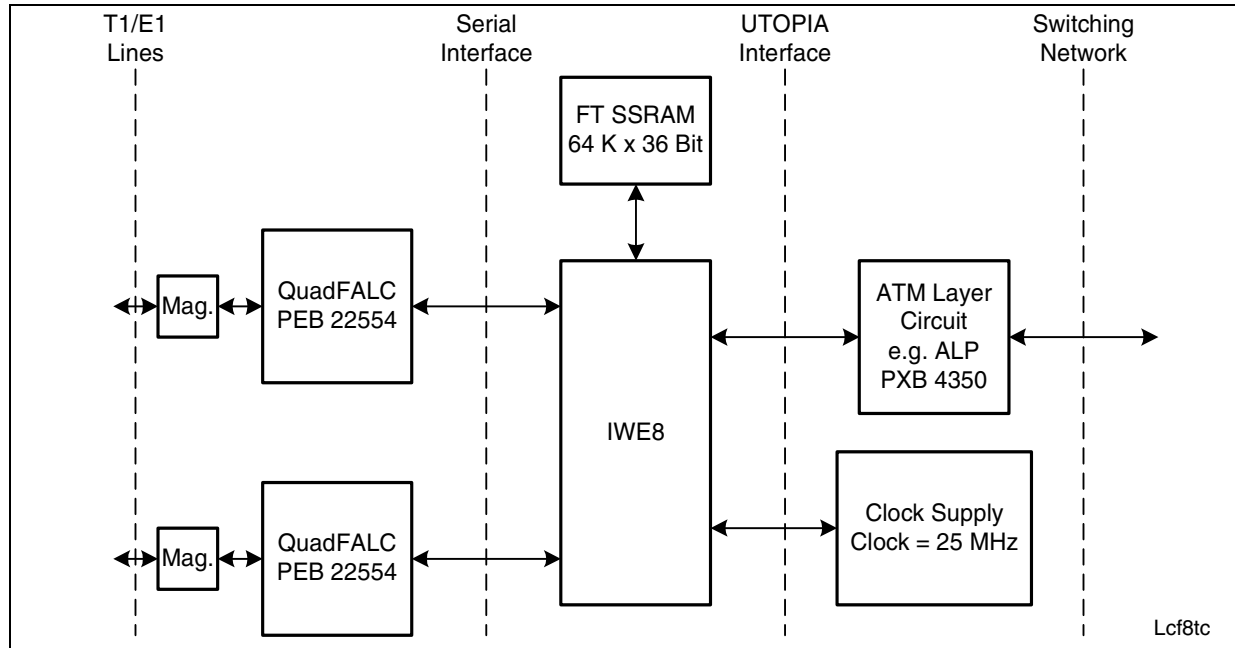 T1/E1
Lines
Serial
Interface
UTOPIA
Interface
Switching
Network
FT SSRAM
64 K x 36 Bit
Mag.
QuadFALC
PEB 22554
ATM Layer
Circuit
e.g. ALP
PXB 4350
IWE8
Mag.
QuadFALC
PEB 22554
Clock Supply
Clock = 25 MHz
Lcf8tc